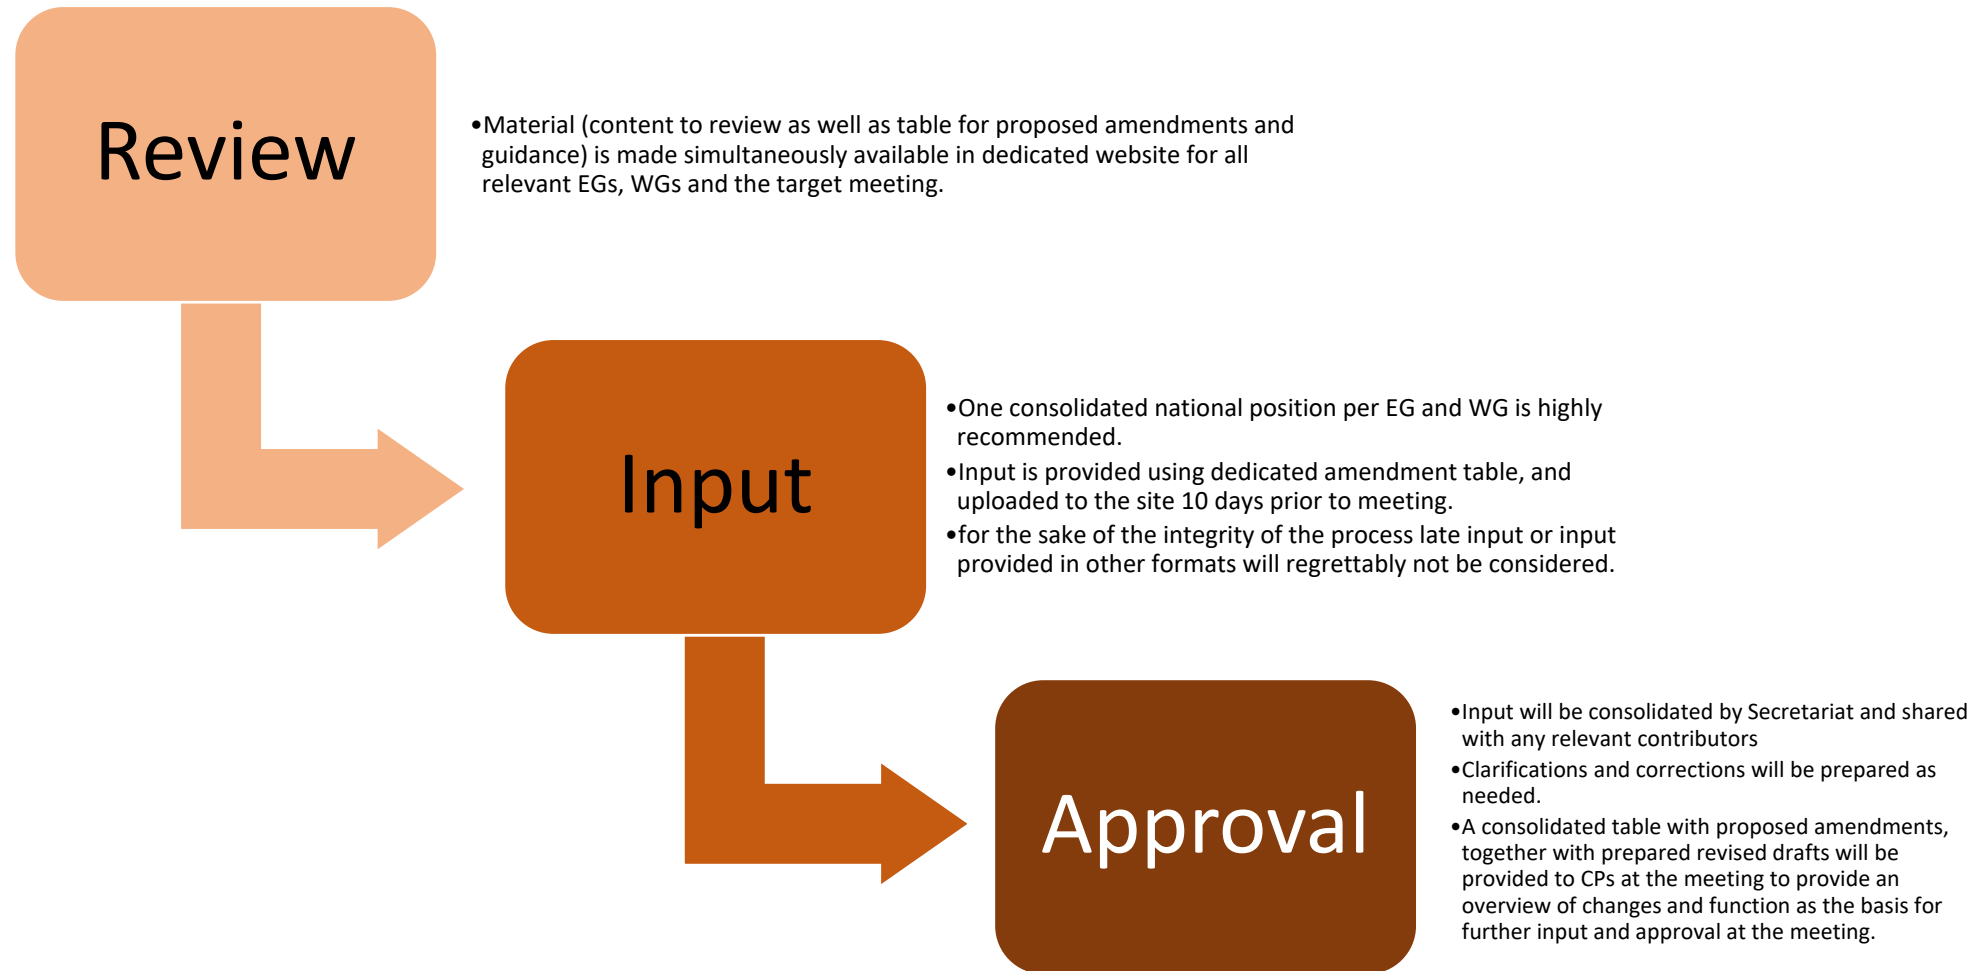 Review
•Material (content to review as well as table for proposed amendments and
guidance) is made simultaneously available in dedicated website for all
relevant EGs, WGs and the target meeting.
Input
•One consolidated national position per EG and WG is highly
recommended.
•Input is provided using dedicated amendment table, and
uploaded to the site 10 days prior to meeting.
•for the sake of the integrity of the process late input or input
provided in other formats will regrettably not be considered.
Approval
•Input will be consolidated by Secretariat and shared
with any relevant contributors
•Clarifications and corrections will be prepared as
needed.
•A consolidated table with proposed amendments,
together with prepared revised drafts will be
provided to CPs at the meeting to provide an
overview of changes and function as the basis for
further input and approval at the meeting.